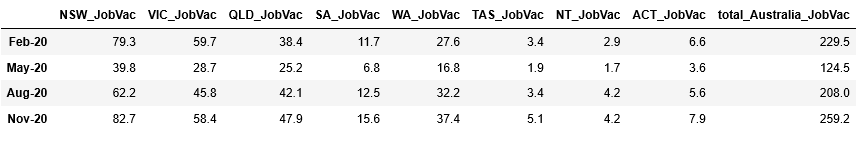 NSW_JobVac VIC_JobVac QLD_JobVac SA_JobVac WA_JobVac TAS_JobVac NT_JobVac ACT_JobVac total_Australia_JobVac
Feb-20 79.3 59.7 38.4 11.7 27.6 3.4 2.9 6.6 229.5
May-20 39.8 28.7 25.2 6.8 16.8 1.9 1.7 3.6 124.5
Aug-20 62.2 45.8 42.1 12.5 32.2 3.4 4.2 5.6 208.0
Nov-20 82.7 58.4 47.9 15.6 37.4 5.1 4.2 7.9 259.2